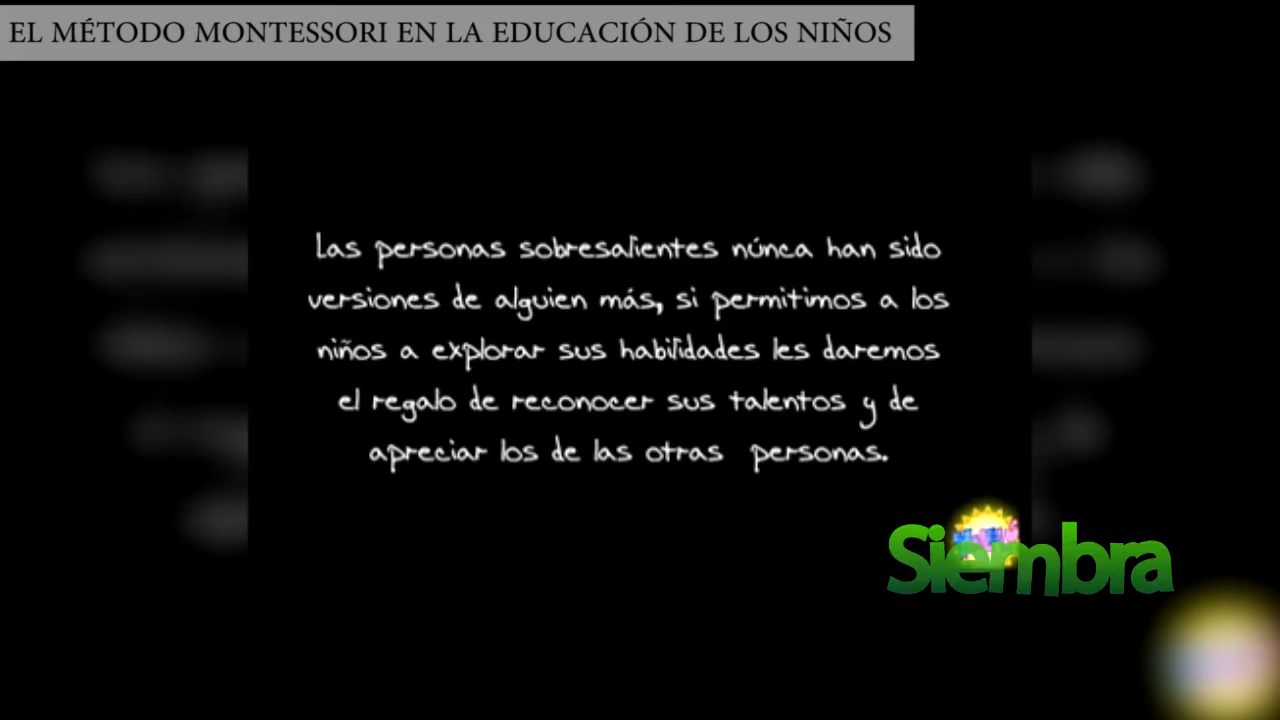 EL MÉTODO MONTESSORI EN LA EDUCACIÓN DE LOS NIÑOS
Las personas sobresalientes núnca han sido
versiones de alguien más, si permitimos a los
niños a explorar sus habilidades les daremos
el regalo de reconocer sus talentos y de
apreciar los de las otras personas.
Siembra